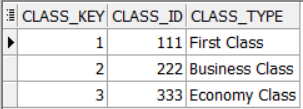 CLASS_KEY CLASS_ID CLASS_TYPE
1 111 First Class
2 222 Business Class
3 333 Economy Class